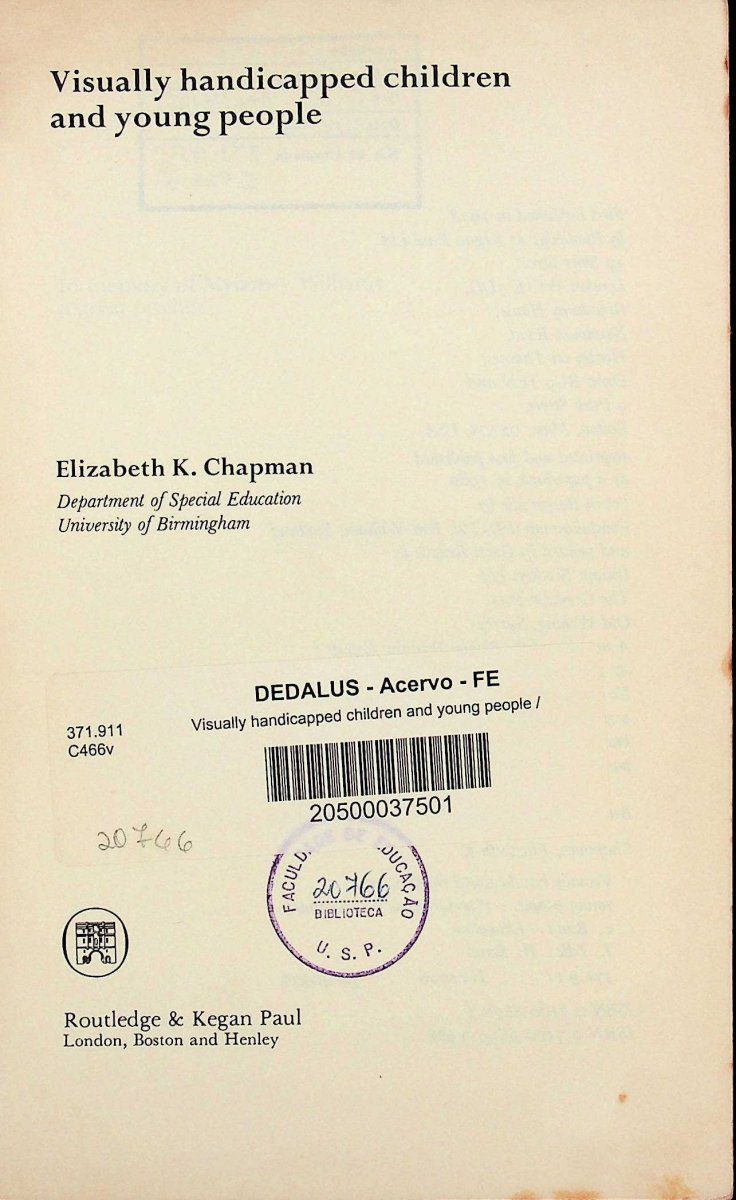 Visually handicapped children
and young people
Elizabeth K. Chapman
Department of Special Education
University of Birmingham
DEDALUS - Acervo - FE
Visually handicapped children and young people /
371.911
C466v
20500037501
20766
FACULD EDUCAÇÃO
20766
BIBLIOTECA
U. S. P.
Routledge & Kegan Paul
London, Boston and Henley